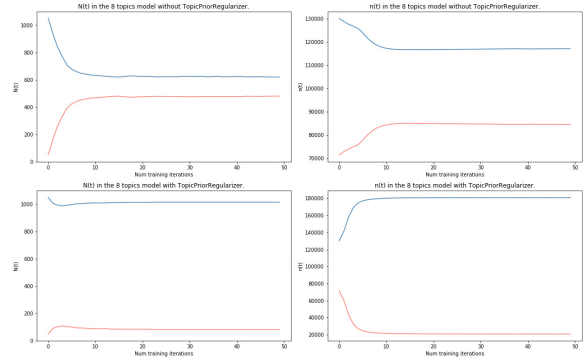 N(t) in the 8 topics model without TopicPriorRegularizer.
N(t)
1000
800
600
400
200
0
0 10 20 30 40 50
Num training iterations
n(t) in the 8 topics model without TopicPriorRegularizer.
n(t)
130000
120000
110000
100000
90000
80000
70000
0 10 20 30 40 50
Num training iterations
N(t) in the 8 topics model with TopicPriorRegularizer.
N(t)
1000
800
600
400
200
0
0 10 20 30 40 50
Num training iterations
n(t) in the 8 topics model with TopicPriorRegularizer.
n(t)
180000
160000
140000
120000
100000
80000
60000
40000
20000
0 10 20 30 40 50
Num training iterations